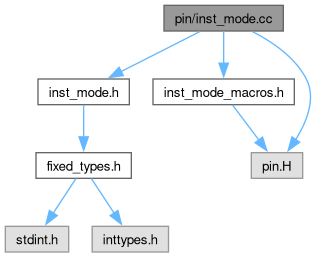 pin/inst_mode.cc
inst_mode.h
inst_mode_macros.h
fixed_types.h
pin.H
stdint.h
inttypes.h